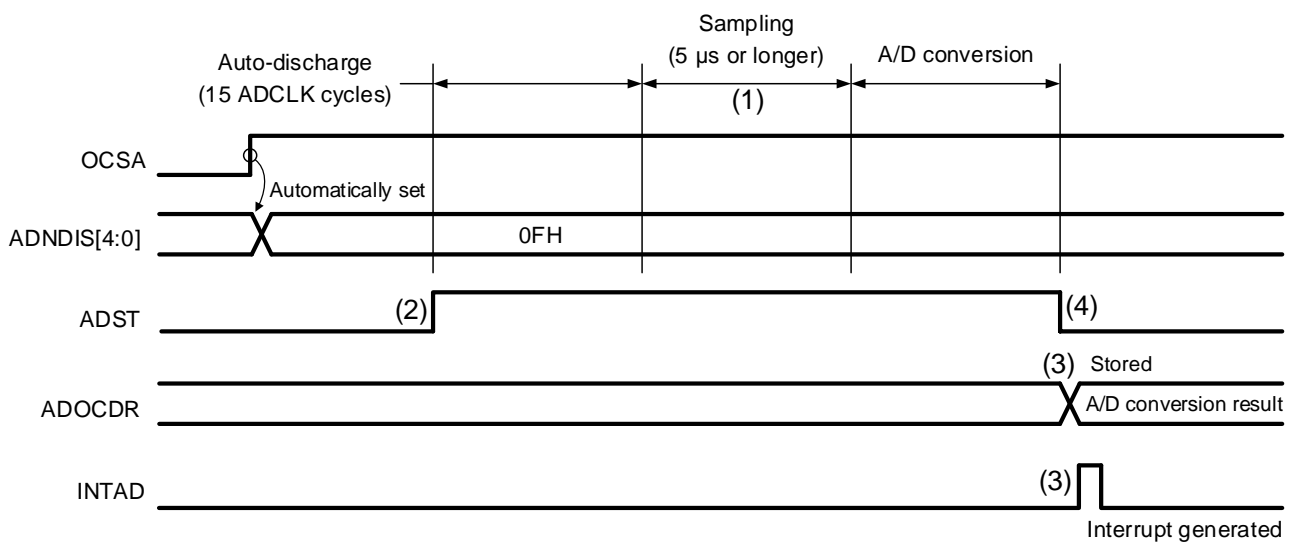 Sampling
(5 µs or longer)
A/D conversion
Auto-discharge
(15 ADCLK cycles)
(1)
OCSA
Automatically set
ADNDIS[4:0]
0FH
ADST
(2)
(4)
(3) Stored
ADOCDR
A/D conversion result
INTAD
(3)
Interrupt generated